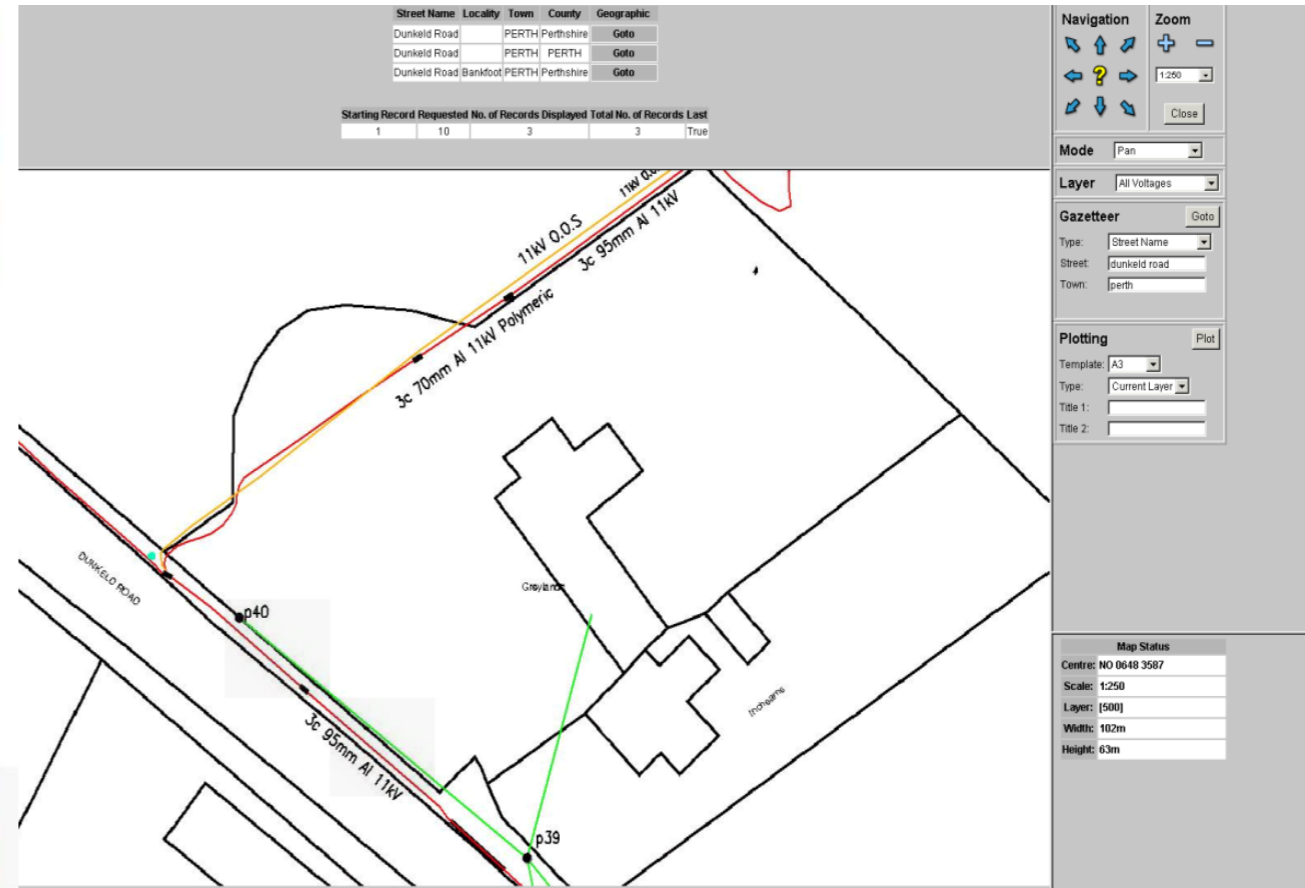 Street Name Locality Town County Geographic
Dunkeld Road PERTH Perthshire Goto
Dunkeld Road PERTH PERTH Goto
Dunkeld Road Bankfoot PERTH Perthshire Goto
Starting Record Requested No. of Records Displayed Total No. of Records Last
1 10 3 3 True
Navigation Zoom
1:250
Close
Mode Pan
Layer All Voltages
Gazetteer Goto
Type: Street Name
Street: dunkeld road
Town: perth
Plotting Plot
Template: A3
Type: Current Layer
Title 1:
Title 2:
Map Status
Centre: NO 0648 3587
Scale: 1:250
Layer: [500]
Width: 102m
Height: 63m
11kV O.O.S
3c 95mm Al 11kV
3c 70mm Al 11kV Polymeric
DUNKELD ROAD
p40
3c 95mm Al 11kV
p39